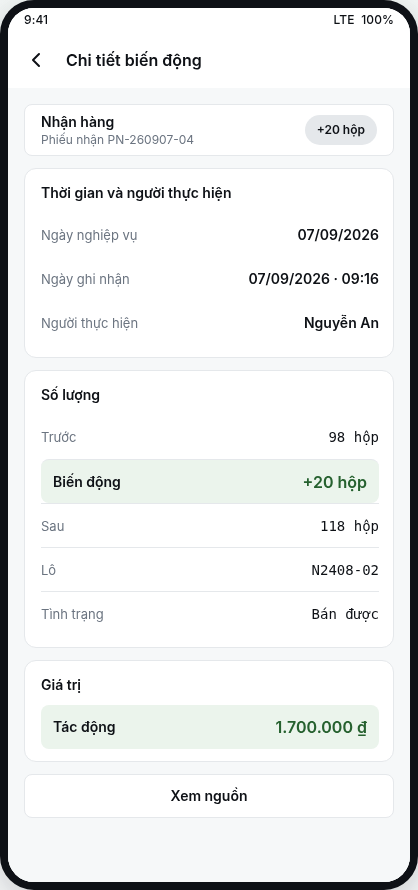 9:41 LTE 100%
Chi tiết biến động
Nhận hàng
Phiếu nhận PN-260907-04
+20 hộp
Thời gian và người thực hiện
Ngày nghiệp vụ 07/09/2026
Ngày ghi nhận 07/09/2026 · 09:16
Người thực hiện Nguyễn An
Số lượng
Trước 98 hộp
Biến động +20 hộp
Sau 118 hộp
Lô N2408-02
Tình trạng Bán được
Giá trị
Tác động 1.700.000 ₫
Xem nguồn